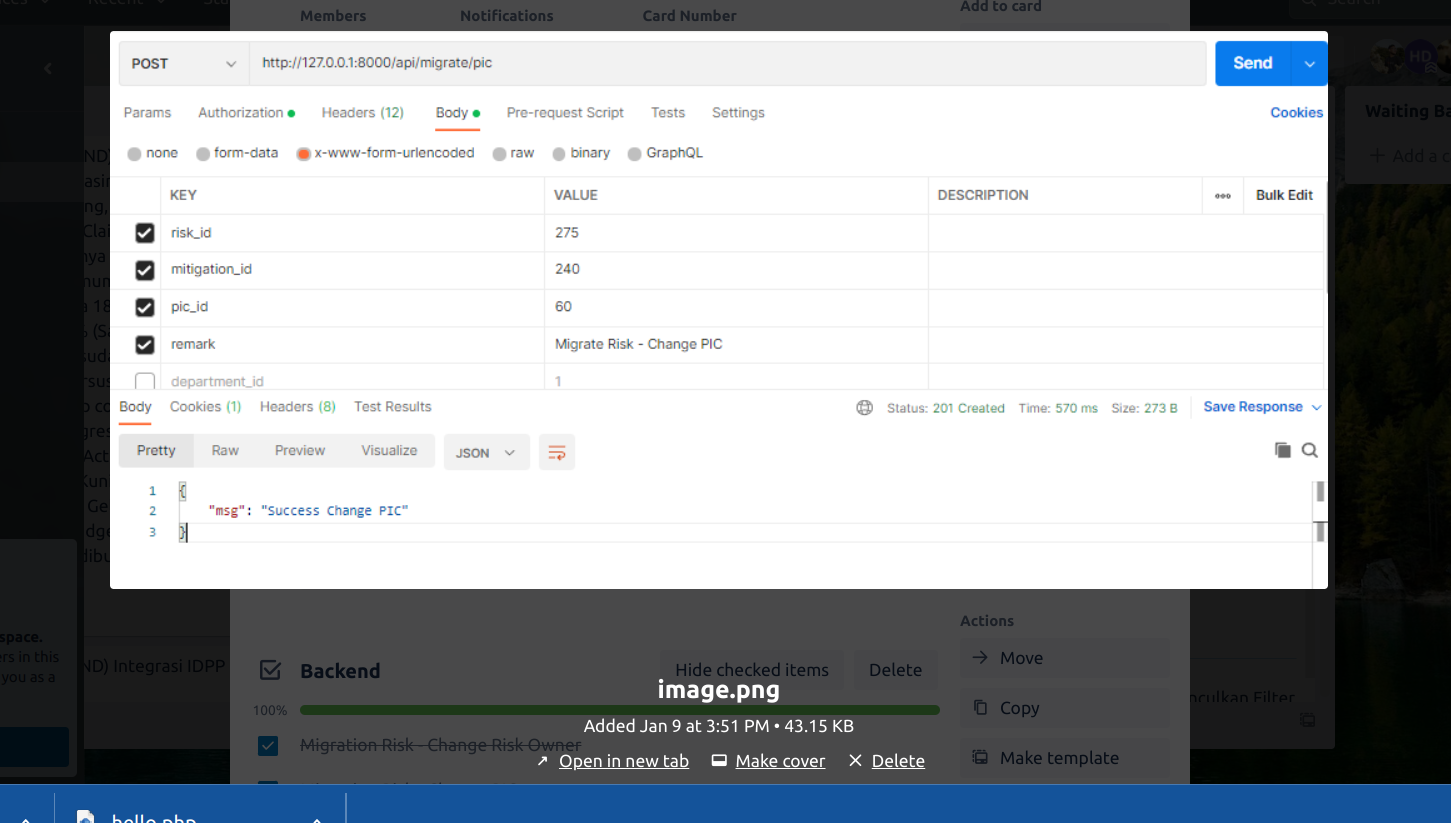 Members Notifications Card Number Add to card
Search
POST http://127.0.0.1:8000/api/migrate/pic Send
HD
Params Authorization Headers (12) Body Pre-request Script Tests Settings Cookies
Waiting Ba
none form-data x-www-form-urlencoded raw binary GraphQL
+ Add a c
KEY VALUE DESCRIPTION ooo Bulk Edit
risk_id 275
mitigation_id 240
pic_id 60
remark Migrate Risk - Change PIC
department_id 1
Body Cookies (1) Headers (8) Test Results Status: 201 Created Time: 570 ms Size: 273 B Save Response
Pretty Raw Preview Visualize JSON
1 {
2 "msg": "Success Change PIC"
3 }
Actions
space.
ers in this
you as a
ND) Integrasi IDPP
Backend Hide checked items Delete
Move
image.png
100%
Added Jan 9 at 3:51 PM • 43.15 KB
Copy
nculkan Filter
Migration Risk - Change Risk Owner
Open in new tab Make cover Delete
Make template
hello.php